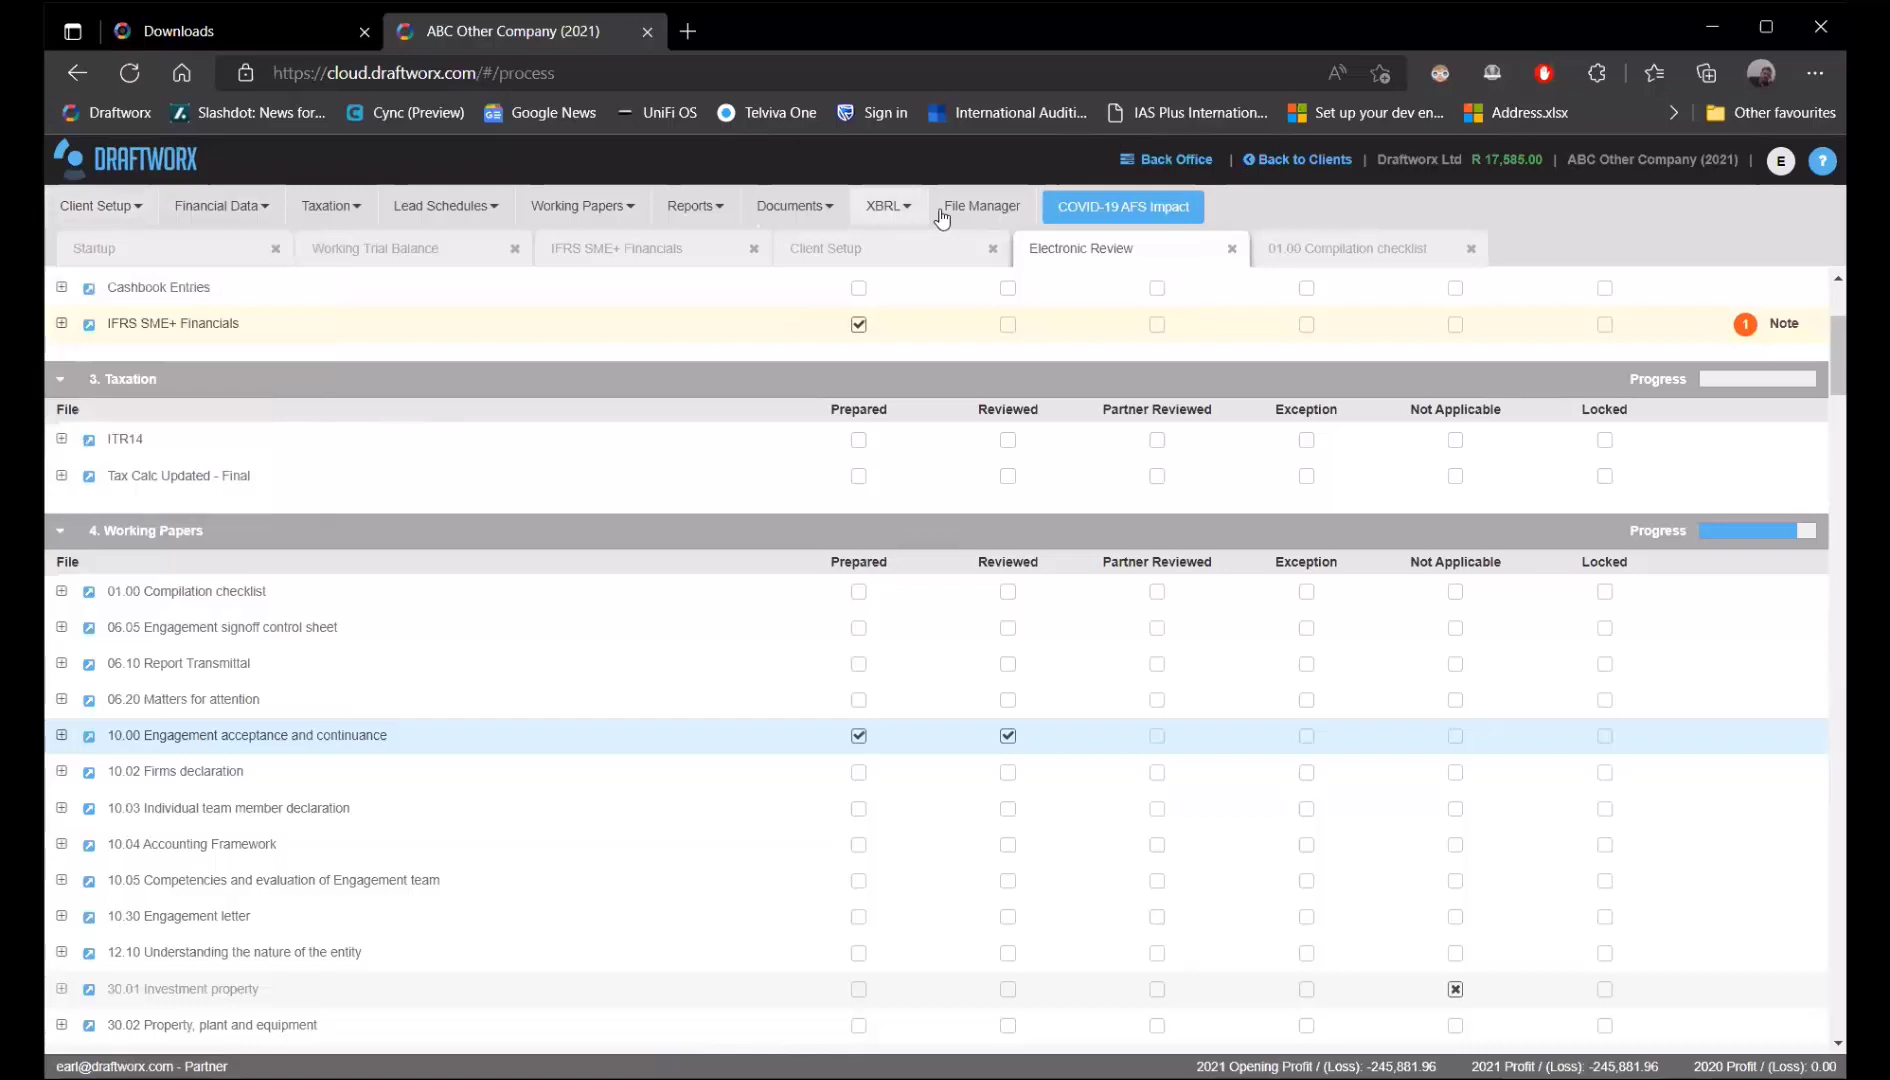 Downloads
ABC Other Company (2021)
https://cloud.draftworx.com/#/process
Draftworx
Slashdot: News for...
Cync (Preview)
Google News
UniFi OS
Telviva One
Sign in
International Auditi...
IAS Plus Internation...
Set up your dev en...
Address.xlsx
Other favourites
DRAFTWORX
Back Office | Back to Clients | Draftworx Ltd R 17,585.00 | ABC Other Company (2021) | E ?
Client Setup
Financial Data
Taxation
Lead Schedules
Working Papers
Reports
Documents
XBRL
File Manager
COVID-19 AFS Impact
Startup
Working Trial Balance
IFRS SME+ Financials
Client Setup
Electronic Review
01.00 Compilation checklist
Cashbook Entries
IFRS SME+ Financials 1 Note
3. Taxation Progress
File Prepared Reviewed Partner Reviewed Exception Not Applicable Locked
ITR14
Tax Calc Updated - Final
4. Working Papers Progress
File Prepared Reviewed Partner Reviewed Exception Not Applicable Locked
01.00 Compilation checklist
06.05 Engagement signoff control sheet
06.10 Report Transmittal
06.20 Matters for attention
10.00 Engagement acceptance and continuance
10.02 Firms declaration
10.03 Individual team member declaration
10.04 Accounting Framework
10.05 Competencies and evaluation of Engagement team
10.30 Engagement letter
12.10 Understanding the nature of the entity
30.01 Investment property
30.02 Property, plant and equipment
earl@draftworx.com - Partner
2021 Opening Profit / (Loss): -245,881.96
2021 Profit / (Loss): -245,881.96
2020 Profit / (Loss): 0.00